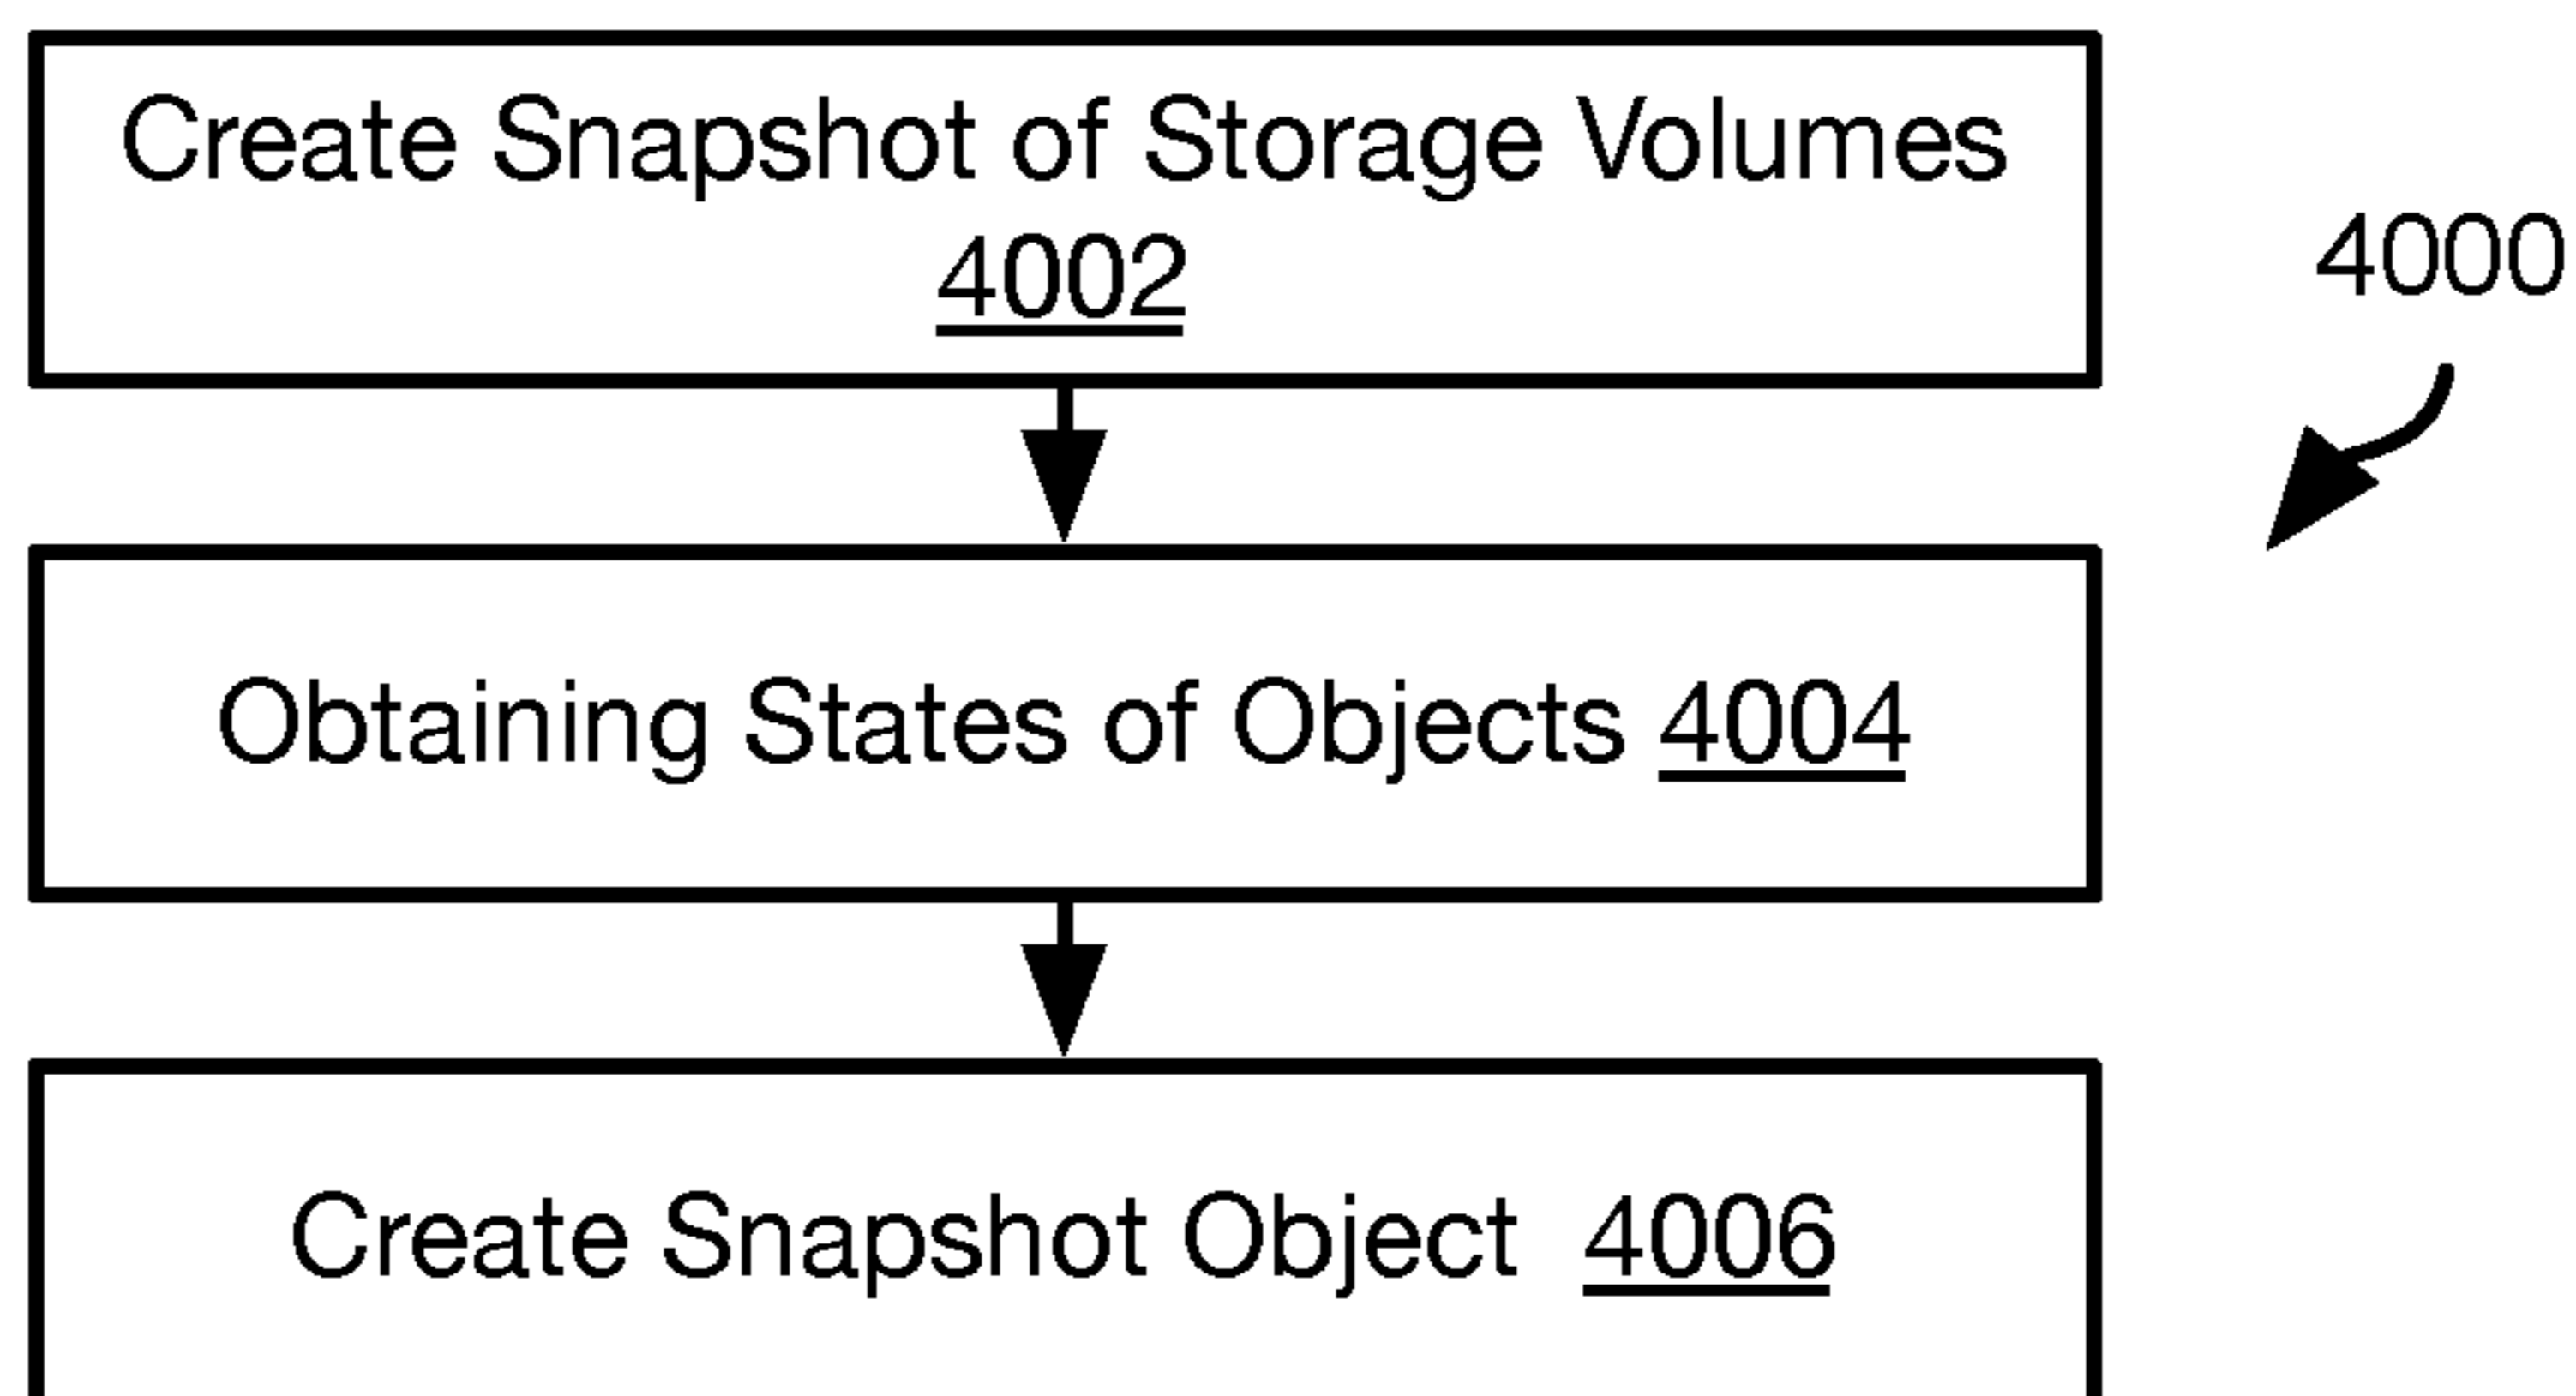 Create Snapshot of Storage Volumes
4002
4000
Obtaining States of Objects 4004
Create Snapshot Object 4006